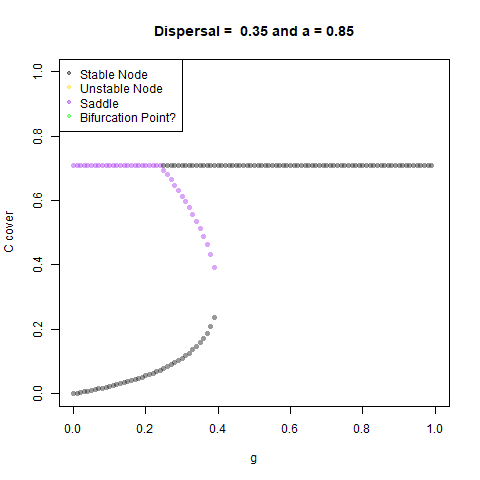 Dispersal =  0.35 and a = 0.85
Stable Node
Unstable Node
Saddle
Bifurcation Point?
C cover
1.0
0.8
0.6
0.4
0.2
0.0
0.0 0.2 0.4 0.6 0.8 1.0
g